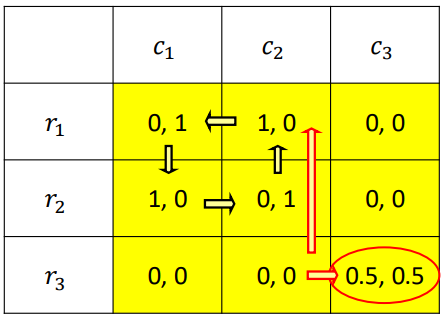 c₁ c₂ c₃
r₁ 0, 1 1, 0 0, 0
r₂ 1, 0 0, 1 0, 0
r₃ 0, 0 0, 0 0.5, 0.5